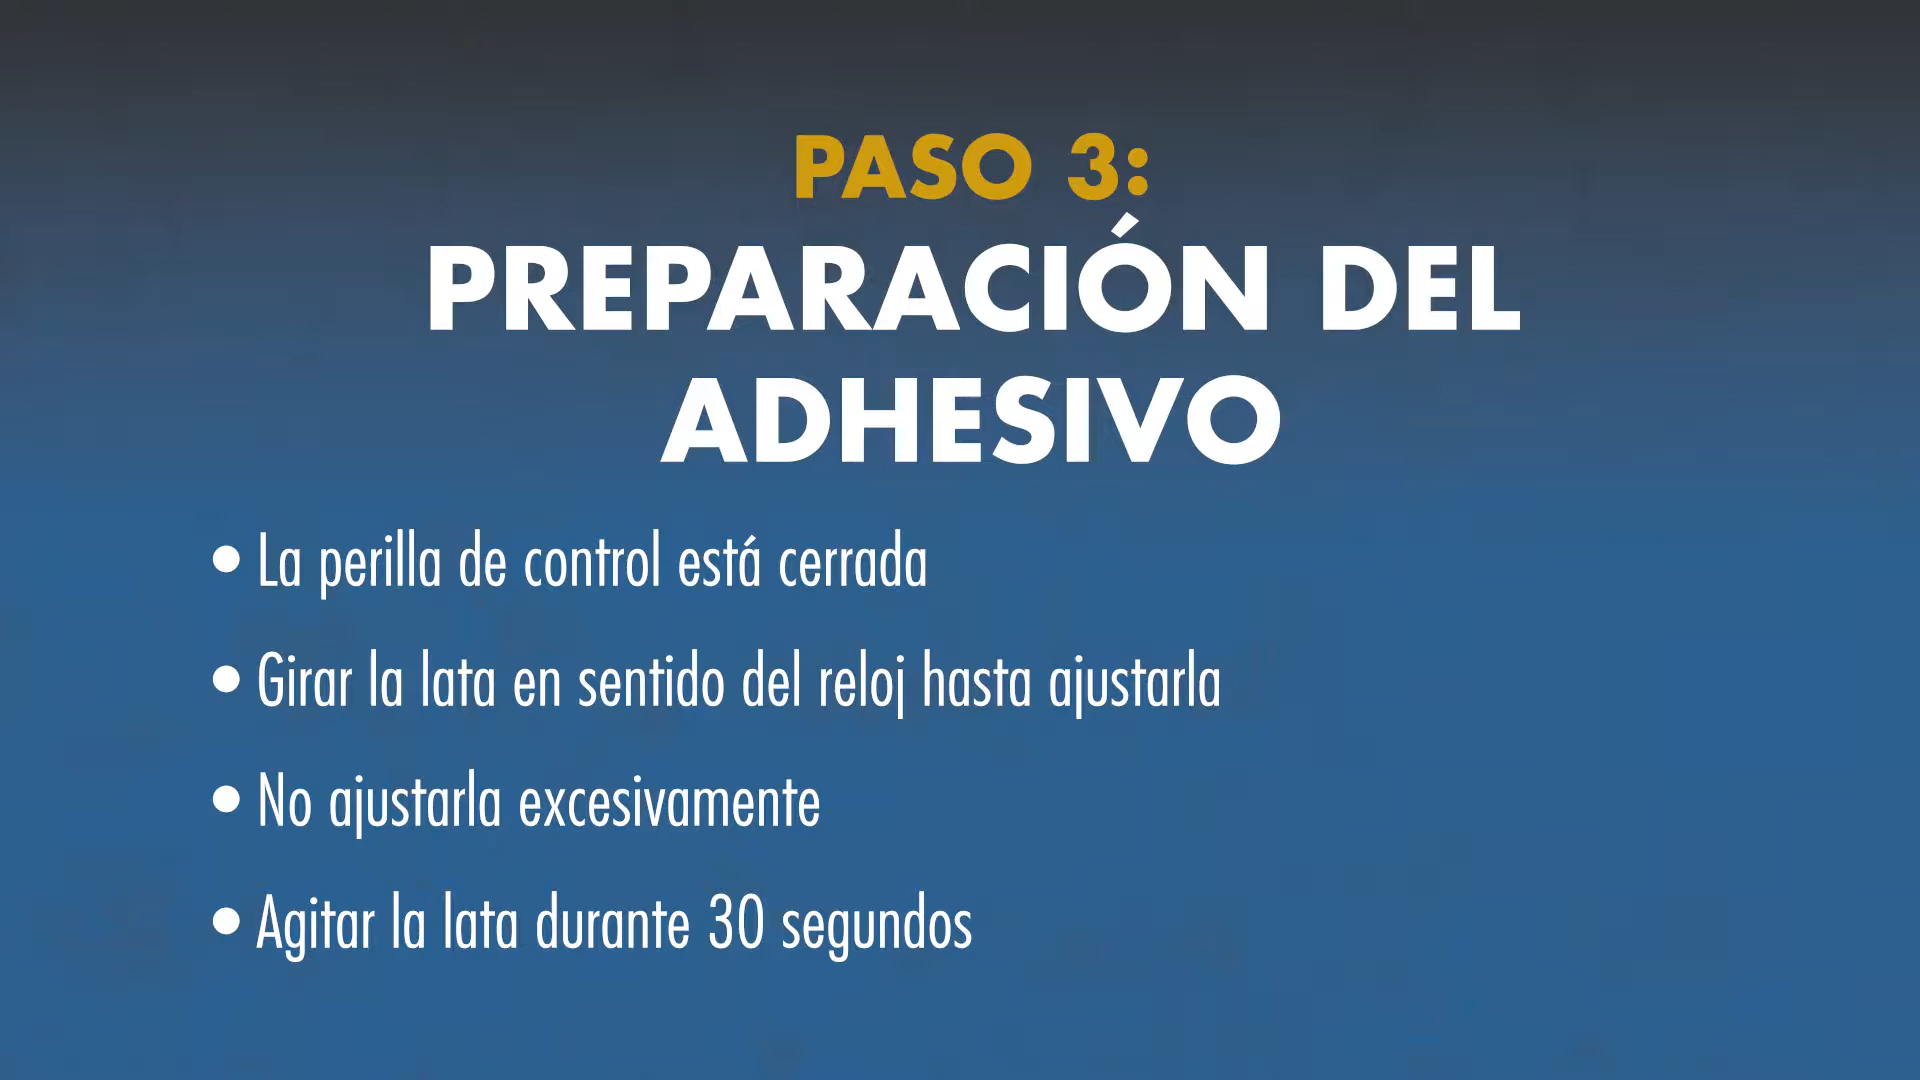 PASO 3:
PREPARACIÓN DEL
ADHESIVO
• La perilla de control está cerrada
• Girar la lata en sentido del reloj hasta ajustarla
• No ajustarla excesivamente
• Agitar la lata durante 30 segundos